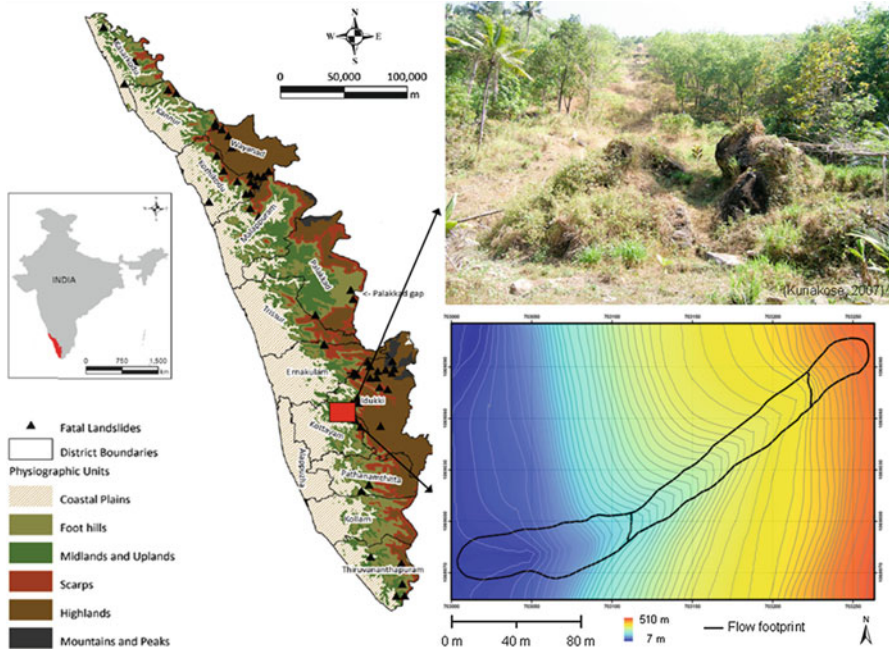 N
W E
S
0 50,000 100,000
m
Kasarkode
Kannur
Wayanad
Kozhikode
Malappuram
Palakkad
<- Palakkad gap
Trissur
Ernakulam
Idukki
Kottayam
Alappuzha
Pathanamthitta
Kollam
Thiruvananthapuram
INDIA
0 750 1,500
km
Fatal Landslides
District Boundaries
Physiographic Units
Coastal Plains
Foot hills
Midlands and Uplands
Scarps
Highlands
Mountains and Peaks
(Kuriakose, 2007)
0 m 40 m 80 m
510 m
7 m
Flow footprint
N